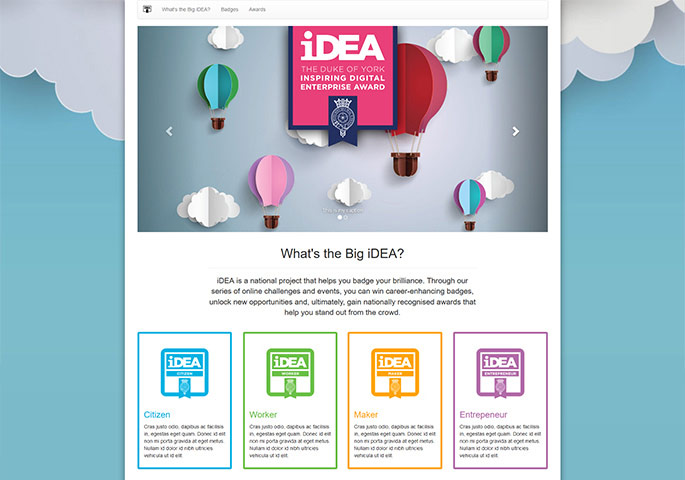 What's the Big iDEA? Badges Awards
iDEA
THE DUKE OF YORK
INSPIRING DIGITAL
ENTERPRISE AWARD
What's the Big iDEA?
iDEA is a national project that helps you badge your brilliance. Through our
series of online challenges and events, you can win career-enhancing badges,
unlock new opportunities and, ultimately, gain nationally recognised awards that
help you stand out from the crowd.
iDEA
CITIZEN
Citizen
Cras justo odio, dapibus ac facilisis
in, egestas eget quam. Donec id elit
non mi porta gravida at eget metus.
Nullam id dolor id nibh ultricies
vehicula ut id elit.
iDEA
WORKER
Worker
Cras justo odio, dapibus ac facilisis
in, egestas eget quam. Donec id elit
non mi porta gravida at eget metus.
Nullam id dolor id nibh ultricies
vehicula ut id elit.
iDEA
MAKER
Maker
Cras justo odio, dapibus ac facilisis
in, egestas eget quam. Donec id elit
non mi porta gravida at eget metus.
Nullam id dolor id nibh ultricies
vehicula ut id elit.
iDEA
ENTREPRENEUR
Entrepeneur
Cras justo odio, dapibus ac facilisis
in, egestas eget quam. Donec id elit
non mi porta gravida at eget metus.
Nullam id dolor id nibh ultricies
vehicula ut id elit.